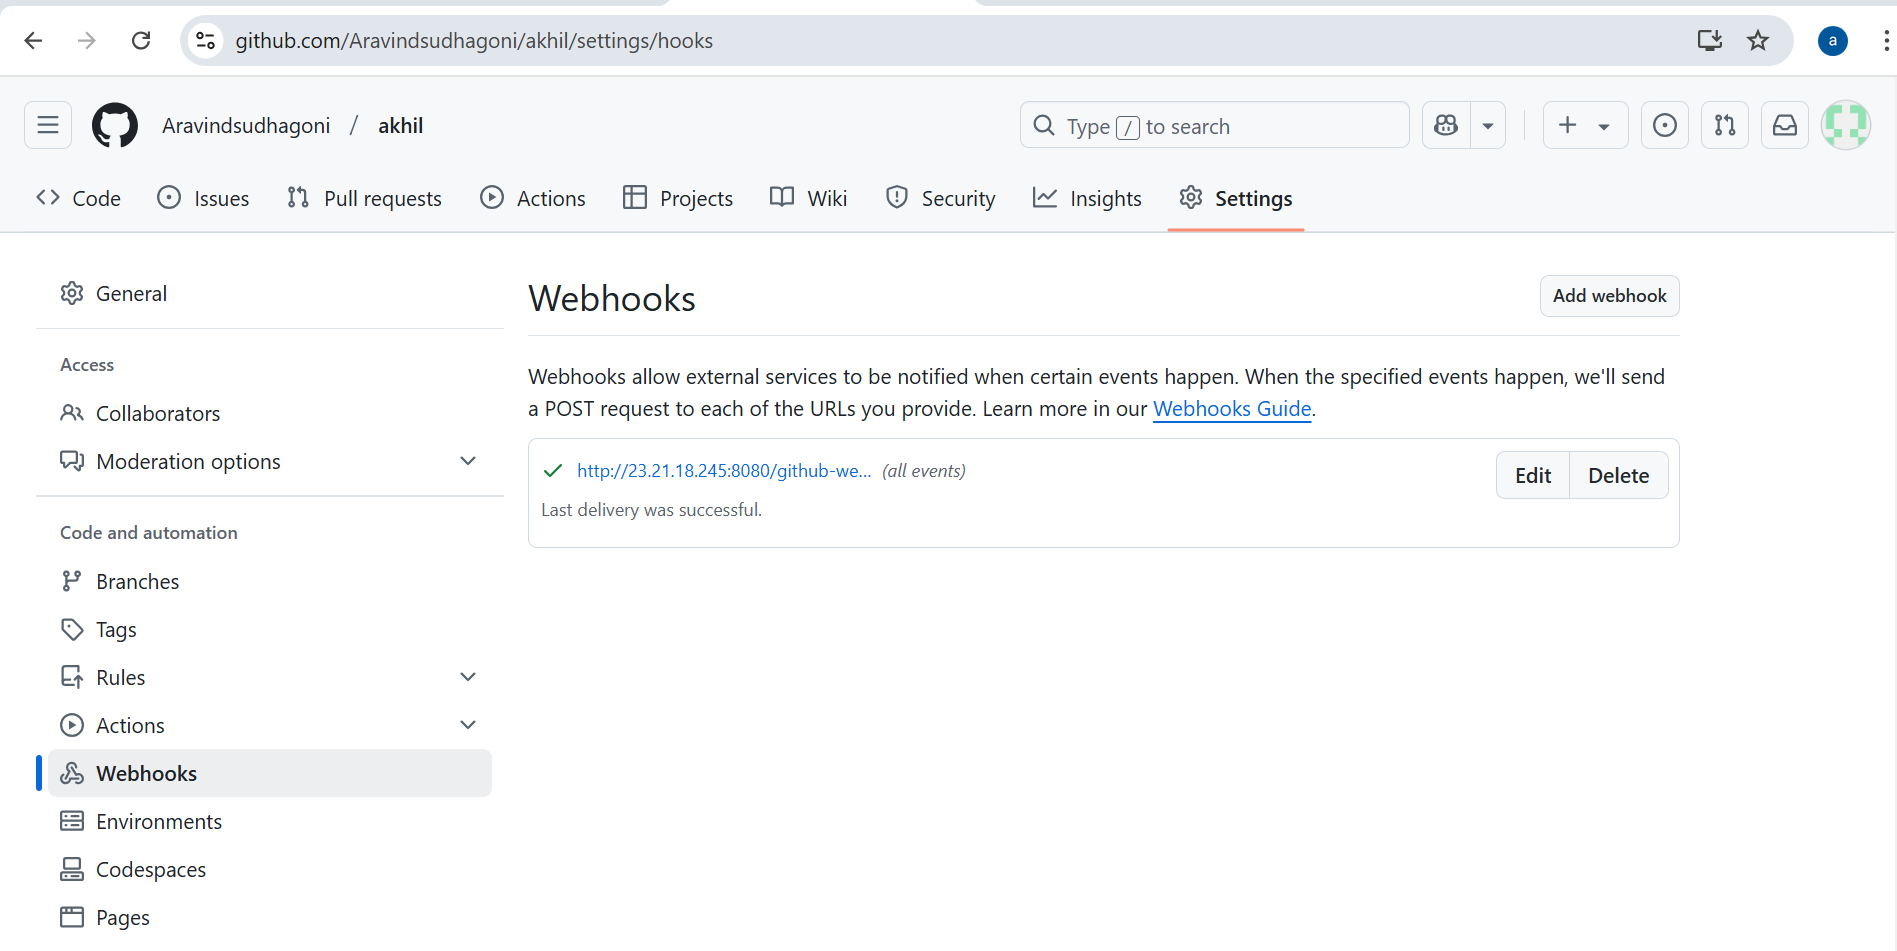 github.com/Aravindsudhagoni/akhil/settings/hooks
a
Aravindsudhagoni / akhil
Type / to search
Code Issues Pull requests Actions Projects Wiki Security Insights Settings
General
Access
Collaborators
Moderation options
Code and automation
Branches
Tags
Rules
Actions
Webhooks
Environments
Codespaces
Pages
Webhooks
Add webhook
Webhooks allow external services to be notified when certain events happen. When the specified events happen, we'll send
a POST request to each of the URLs you provide. Learn more in our Webhooks Guide.
http://23.21.18.245:8080/github-we... (all events)
Edit Delete
Last delivery was successful.